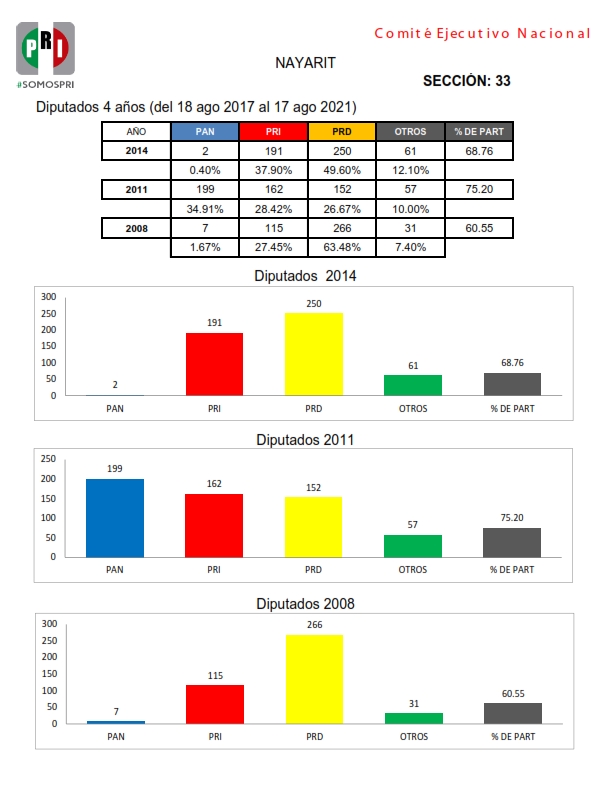 PRI
#SOMOSPRI
Comité Ejecutivo Nacional
NAYARIT
SECCIÓN: 33
Diputados 4 años (del 18 ago 2017 al 17 ago 2021)
AÑO PAN PRI PRD OTROS % DE PART
2014 2 191 250 61 68.76
0.40% 37.90% 49.60% 12.10%
2011 199 162 152 57 75.20
34.91% 28.42% 26.67% 10.00%
2008 7 115 266 31 60.55
1.67% 27.45% 63.48% 7.40%
Diputados 2014
300
250
200
150
100
50
0
2 191 250 61 68.76
PAN PRI PRD OTROS % DE PART
Diputados 2011
250
200
150
100
50
0
199 162 152 57 75.20
PAN PRI PRD OTROS % DE PART
Diputados 2008
300
250
200
150
100
50
0
7 115 266 31 60.55
PAN PRI PRD OTROS % DE PART